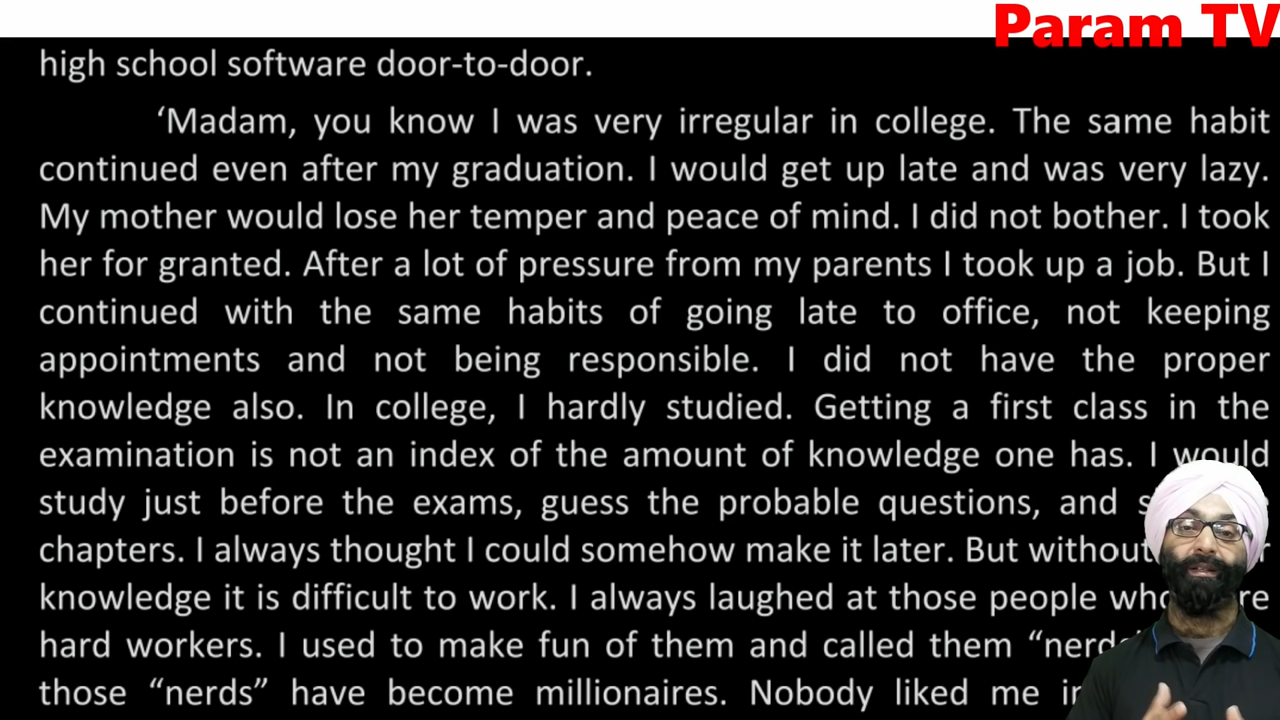 Param TV
high school software door-to-door.
‘Madam, you know I was very irregular in college. The same habit
continued even after my graduation. I would get up late and was very lazy.
My mother would lose her temper and peace of mind. I did not bother. I took
her for granted. After a lot of pressure from my parents I took up a job. But I
continued with the same habits of going late to office, not keeping
appointments and not being responsible. I did not have the proper
knowledge also. In college, I hardly studied. Getting a first class in the
examination is not an index of the amount of knowledge one has. I would
study just before the exams, guess the probable questions, and
chapters. I always thought I could somehow make it later. But without
knowledge it is difficult to work. I always laughed at those people who
hard workers. I used to make fun of them and called them
those “nerds” have become millionaires. Nobody liked me